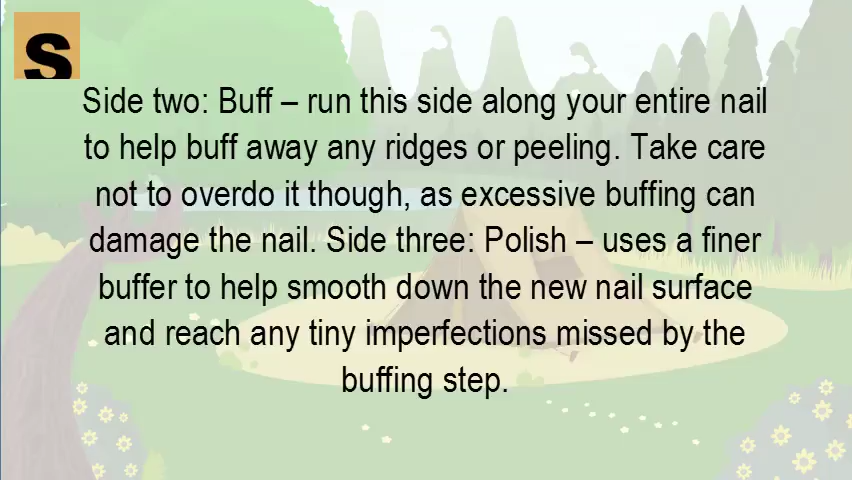 S
Side two: Buff – run this side along your entire nail
to help buff away any ridges or peeling. Take care
not to overdo it though, as excessive buffing can
damage the nail. Side three: Polish – uses a finer
buffer to help smooth down the new nail surface
and reach any tiny imperfections missed by the
buffing step.